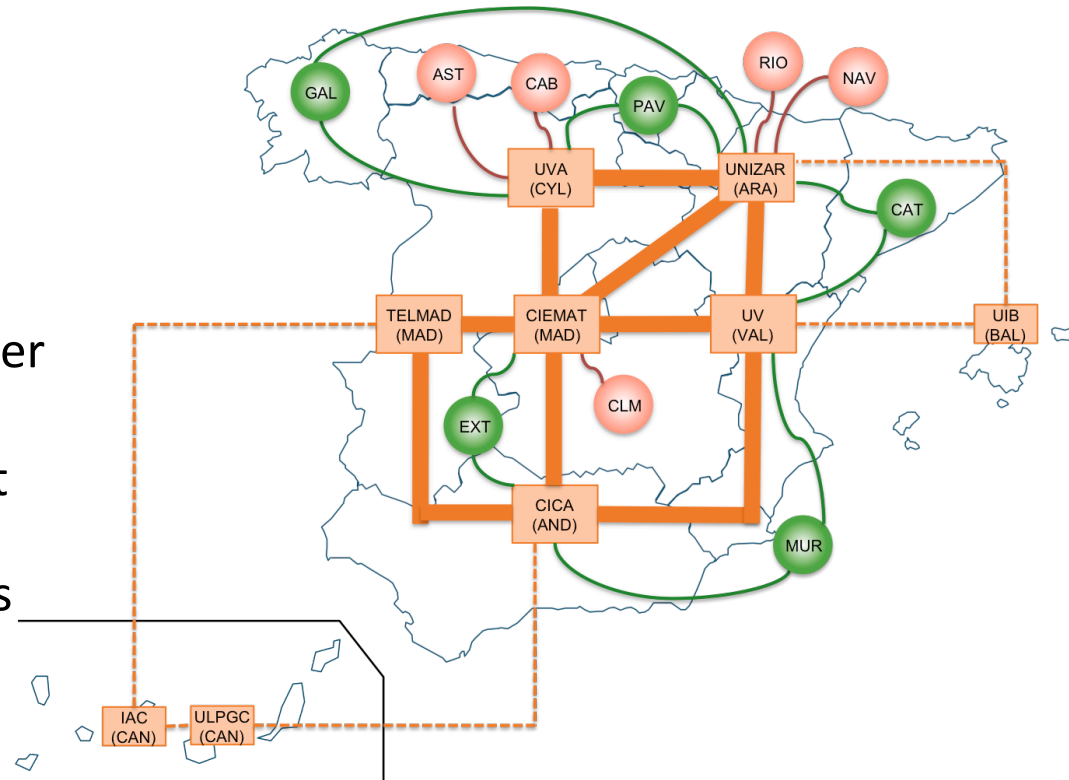 AST
CAB
RIO
NAV
GAL
PAV
UVA
(CYL)
UNIZAR
(ARA)
CAT
TELMAD
(MAD)
CIEMAT
(MAD)
UV
(VAL)
UIB
(BAL)
er
CLM
EXT
t
CICA
(AND)
MUR
s
IAC
(CAN)
ULPGC
(CAN)